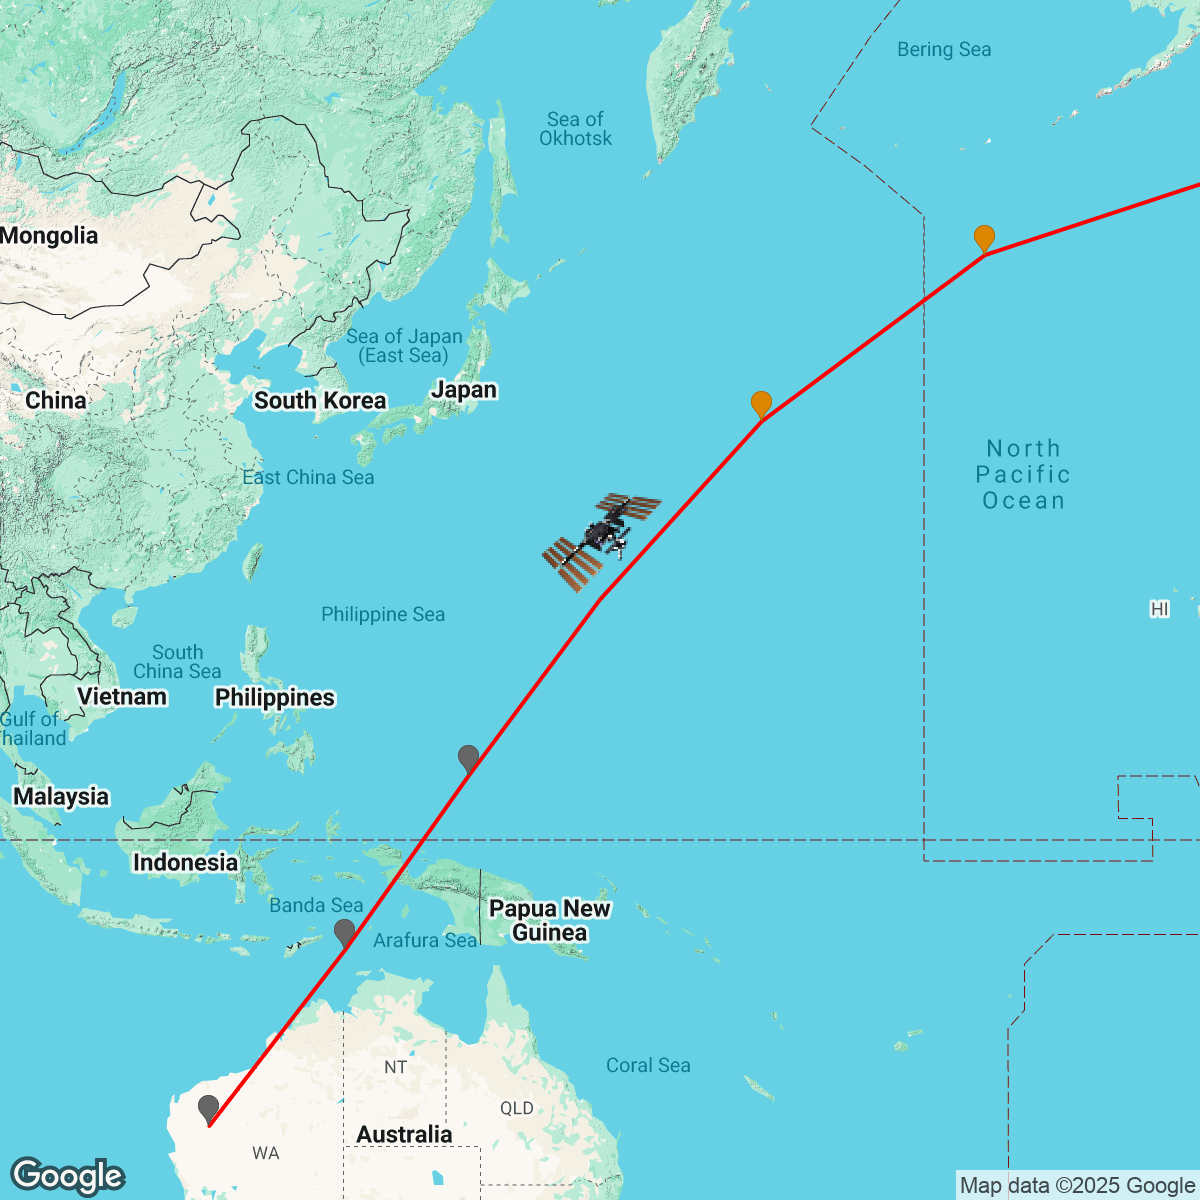 Bering Sea
Sea of
Okhotsk
Mongolia
Sea of Japan
(East Sea)
Japan
China
South Korea
North
Pacific
Ocean
East China Sea
Philippine Sea
HI
South
China Sea
Vietnam
Philippines
Gulf of
hailand
Malaysia
Indonesia
Banda Sea
Papua New
Guinea
Arafura Sea
Coral Sea
NT
QLD
Australia
WA
Google
Map data ©2025 Google